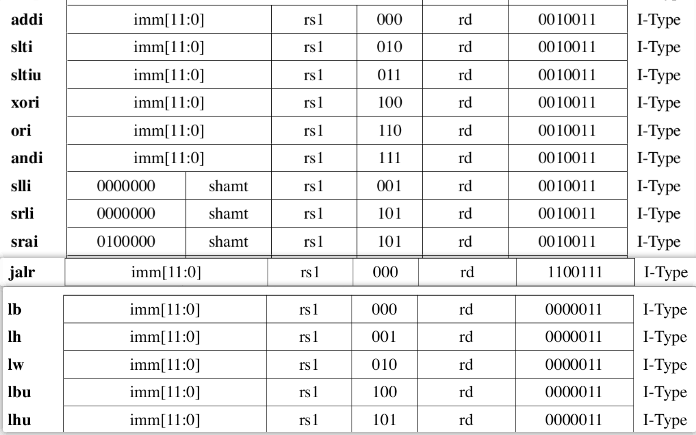 addi imm[11:0] rs1 000 rd 0010011 I-Type
slti imm[11:0] rs1 010 rd 0010011 I-Type
sltiu imm[11:0] rs1 011 rd 0010011 I-Type
xori imm[11:0] rs1 100 rd 0010011 I-Type
ori imm[11:0] rs1 110 rd 0010011 I-Type
andi imm[11:0] rs1 111 rd 0010011 I-Type
slli 0000000 shamt rs1 001 rd 0010011 I-Type
srli 0000000 shamt rs1 101 rd 0010011 I-Type
srai 0100000 shamt rs1 101 rd 0010011 I-Type
jalr imm[11:0] rs1 000 rd 1100111 I-Type
lb imm[11:0] rs1 000 rd 0000011 I-Type
lh imm[11:0] rs1 001 rd 0000011 I-Type
lw imm[11:0] rs1 010 rd 0000011 I-Type
lbu imm[11:0] rs1 100 rd 0000011 I-Type
lhu imm[11:0] rs1 101 rd 0000011 I-Type